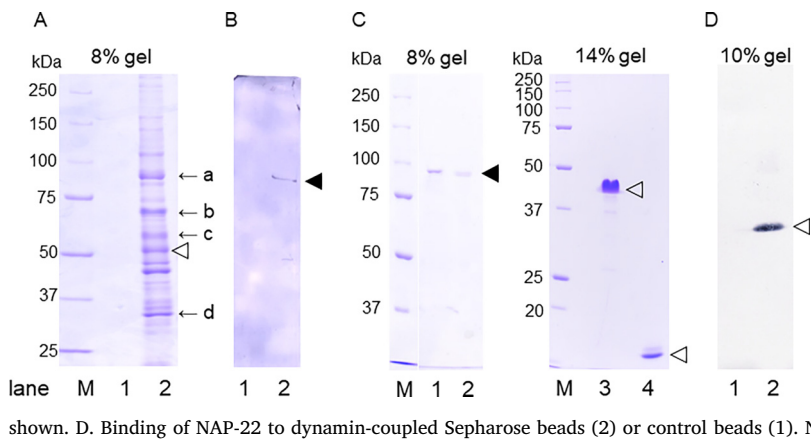 A B C D
kDa 8% gel kDa 8% gel kDa 14% gel 10% gel
250
150
100
75
50
37
25
a
b
c
d
250
150
100
75
50
37
250
150
100
75
50
37
25
20
lane M 1 2 1 2 M 1 2 M 3 4 1 2
shown. D. Binding of NAP-22 to dynamin-coupled Sepharose beads (2) or control beads (1).